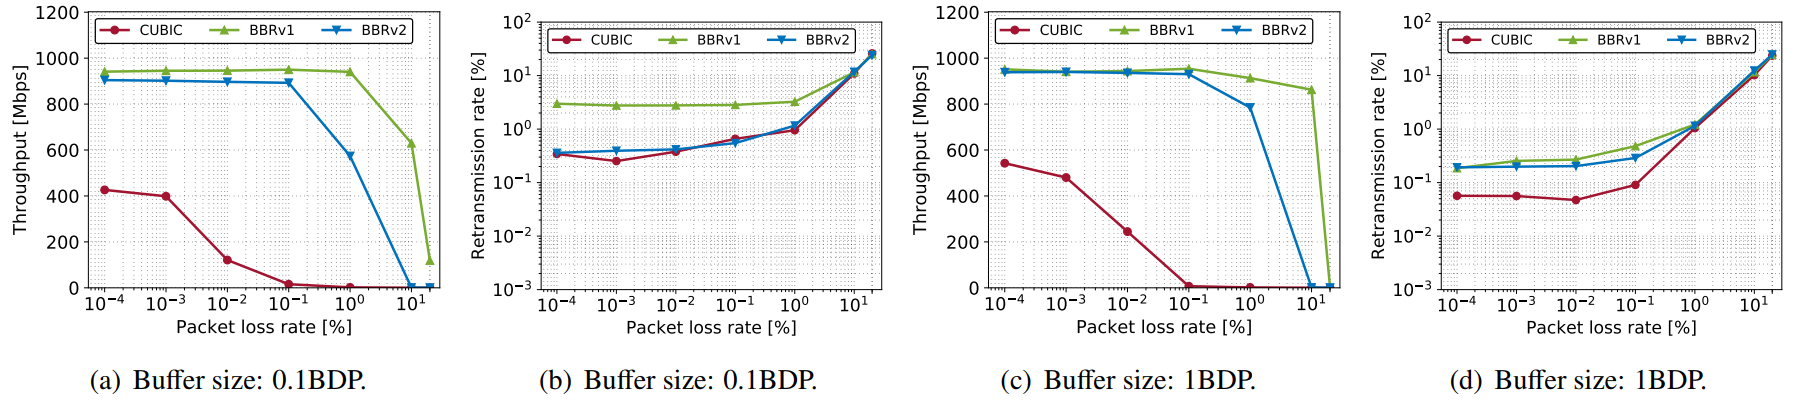 1200
1000
800
600
400
200
0
Throughput [Mbps]
CUBIC BBRv1 BBRv2
10⁻⁴ 10⁻³ 10⁻² 10⁻¹ 10⁰ 10¹
Packet loss rate [%]
(a) Buffer size: 0.1BDP.
10²
10¹
10⁰
10⁻¹
10⁻²
10⁻³
Retransmission rate [%]
CUBIC BBRv1 BBRv2
10⁻⁴ 10⁻³ 10⁻² 10⁻¹ 10⁰ 10¹
Packet loss rate [%]
(b) Buffer size: 0.1BDP.
1200
1000
800
600
400
200
0
Throughput [Mbps]
CUBIC BBRv1 BBRv2
10⁻⁴ 10⁻³ 10⁻² 10⁻¹ 10⁰ 10¹
Packet loss rate [%]
(c) Buffer size: 1BDP.
10²
10¹
10⁰
10⁻¹
10⁻²
10⁻³
Retransmission rate [%]
CUBIC BBRv1 BBRv2
10⁻⁴ 10⁻³ 10⁻² 10⁻¹ 10⁰ 10¹
Packet loss rate [%]
(d) Buffer size: 1BDP.